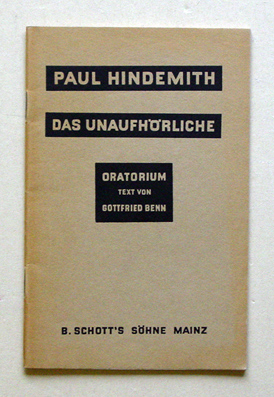 PAUL HINDEMITH
DAS UNAUFHÖRLICHE
ORATORIUM
TEXT VON
GOTTFRIED BENN
B. SCHOTT'S SÖHNE MAINZ